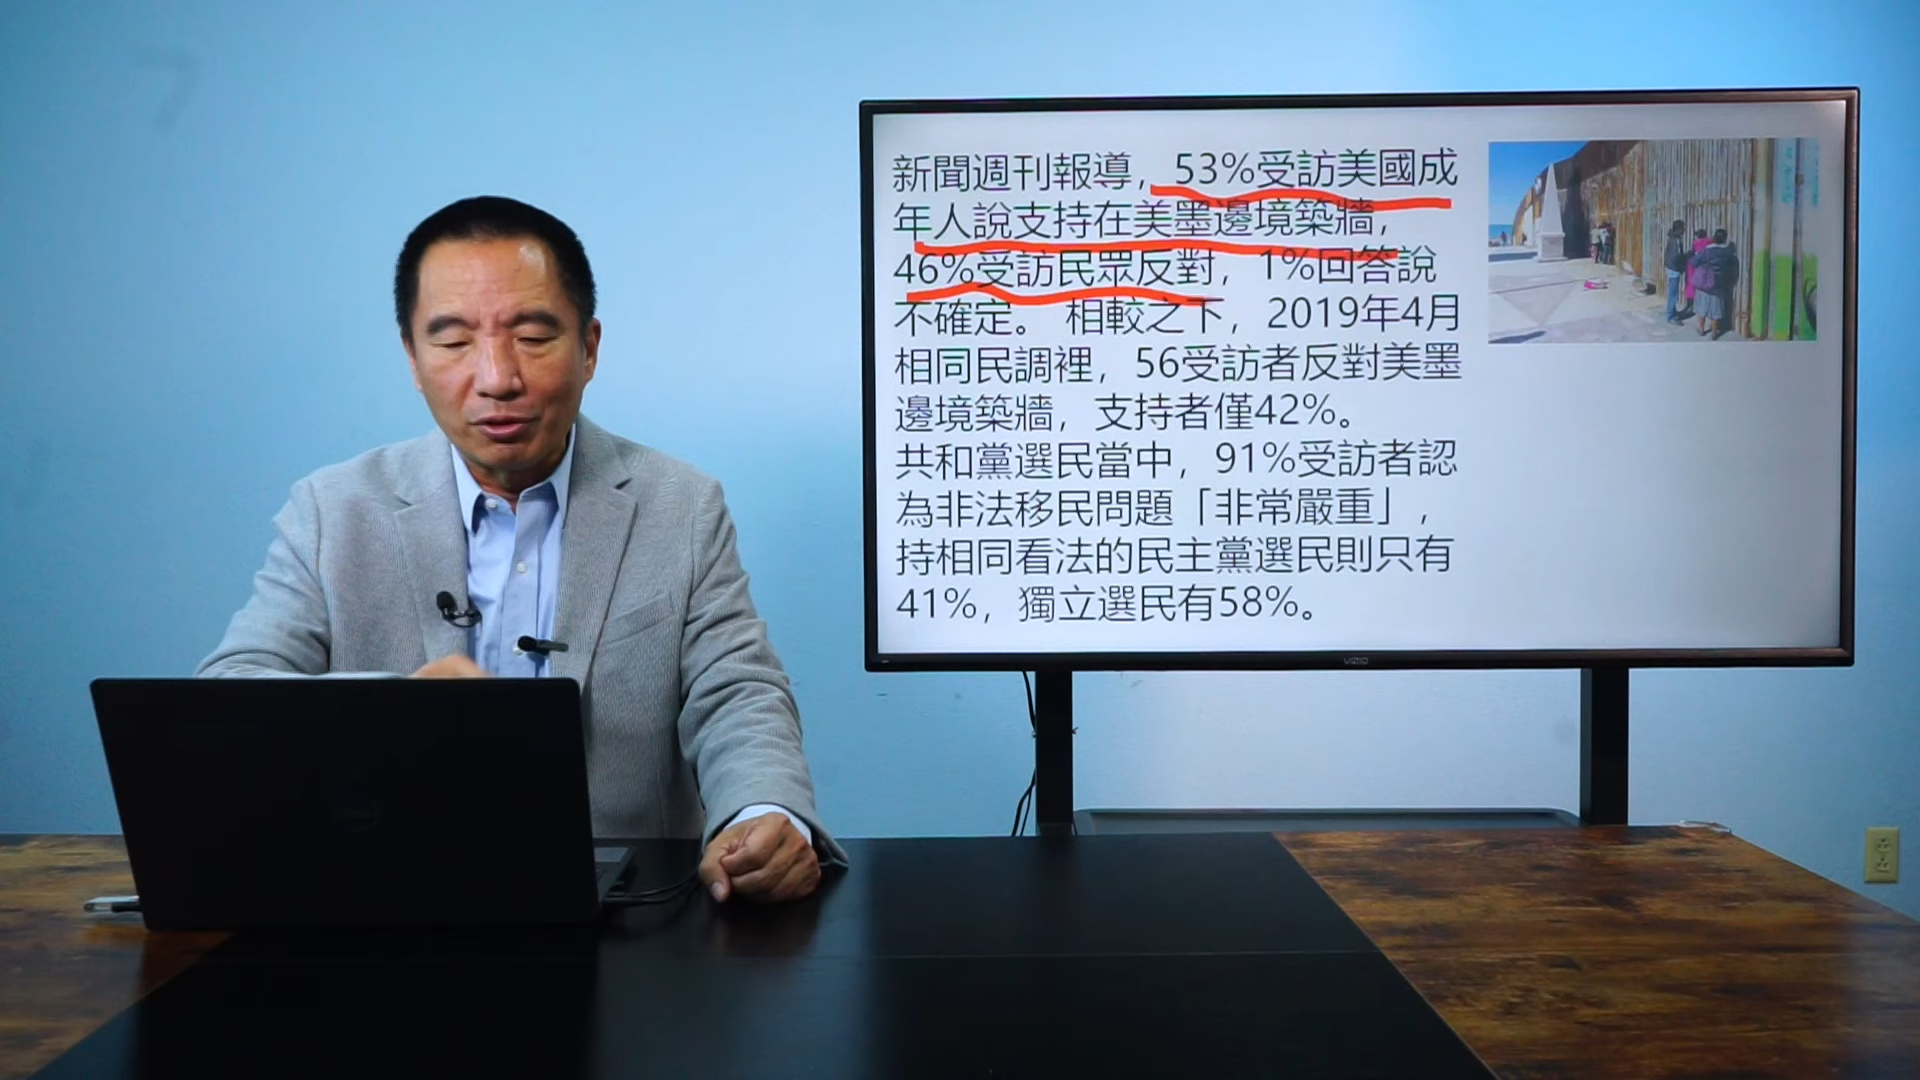 新聞週刊報導，53%受訪美國成
年人說支持在美墨邊境築牆，
46%受訪民眾反對，1%回答說
不確定。 相較之下，2019年4月
相同民調裡，56受訪者反對美墨
邊境築牆，支持者僅42%。
共和黨選民當中，91%受訪者認
為非法移民問題「非常嚴重」，
持相同看法的民主黨選民則只有
41%，獨立選民有58%。
VIZIO